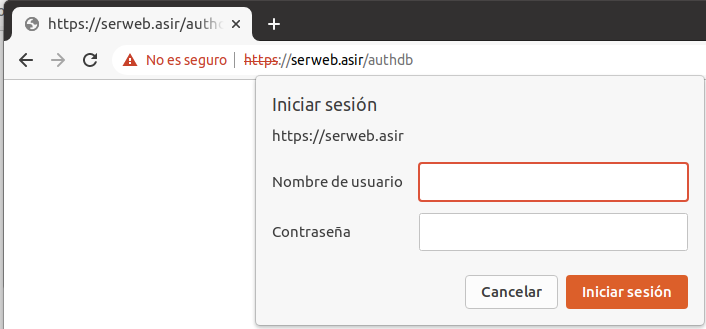 https://serweb.asir/authd
No es seguro https://serweb.asir/authdb
Iniciar sesión
https://serweb.asir
Nombre de usuario
Contraseña
Cancelar Iniciar sesión